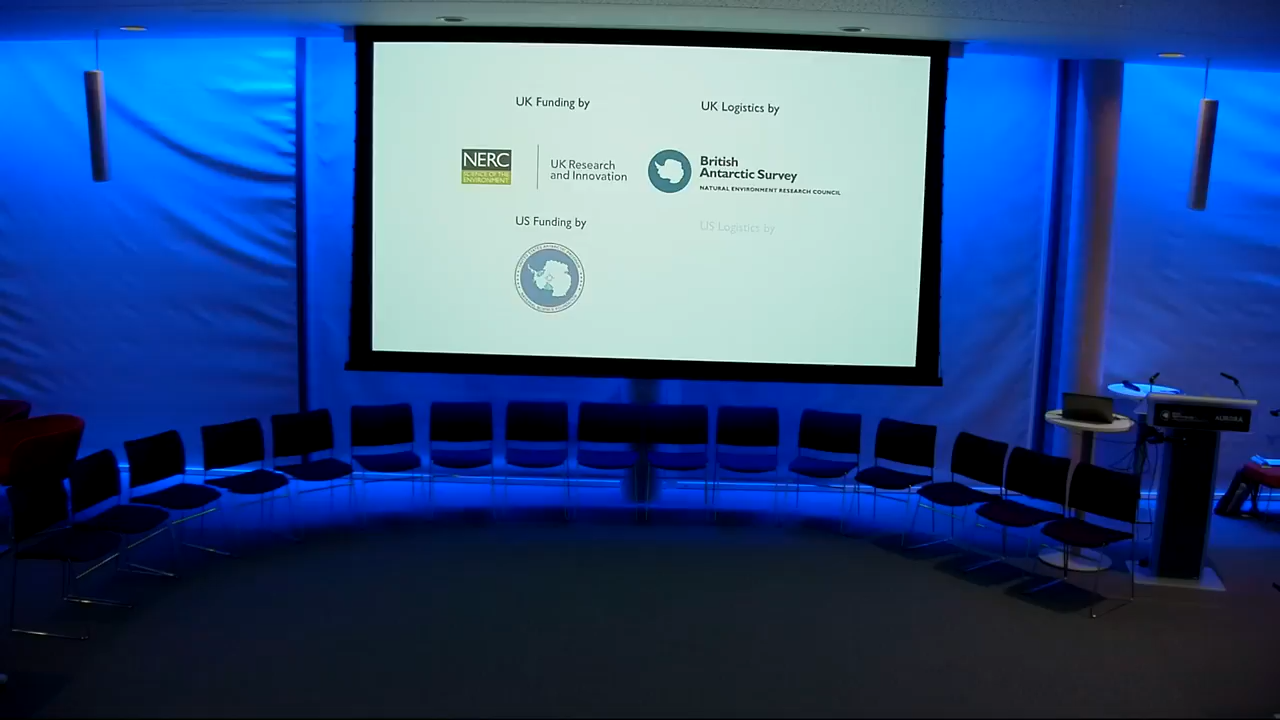 UK Funding by
UK Logistics by
NERC
SCIENCE OF THE
ENVIRONMENT
UK Research
and Innovation
British
Antarctic Survey
NATURAL ENVIRONMENT RESEARCH COUNCIL
US Funding by
US Logistics by
AURORA